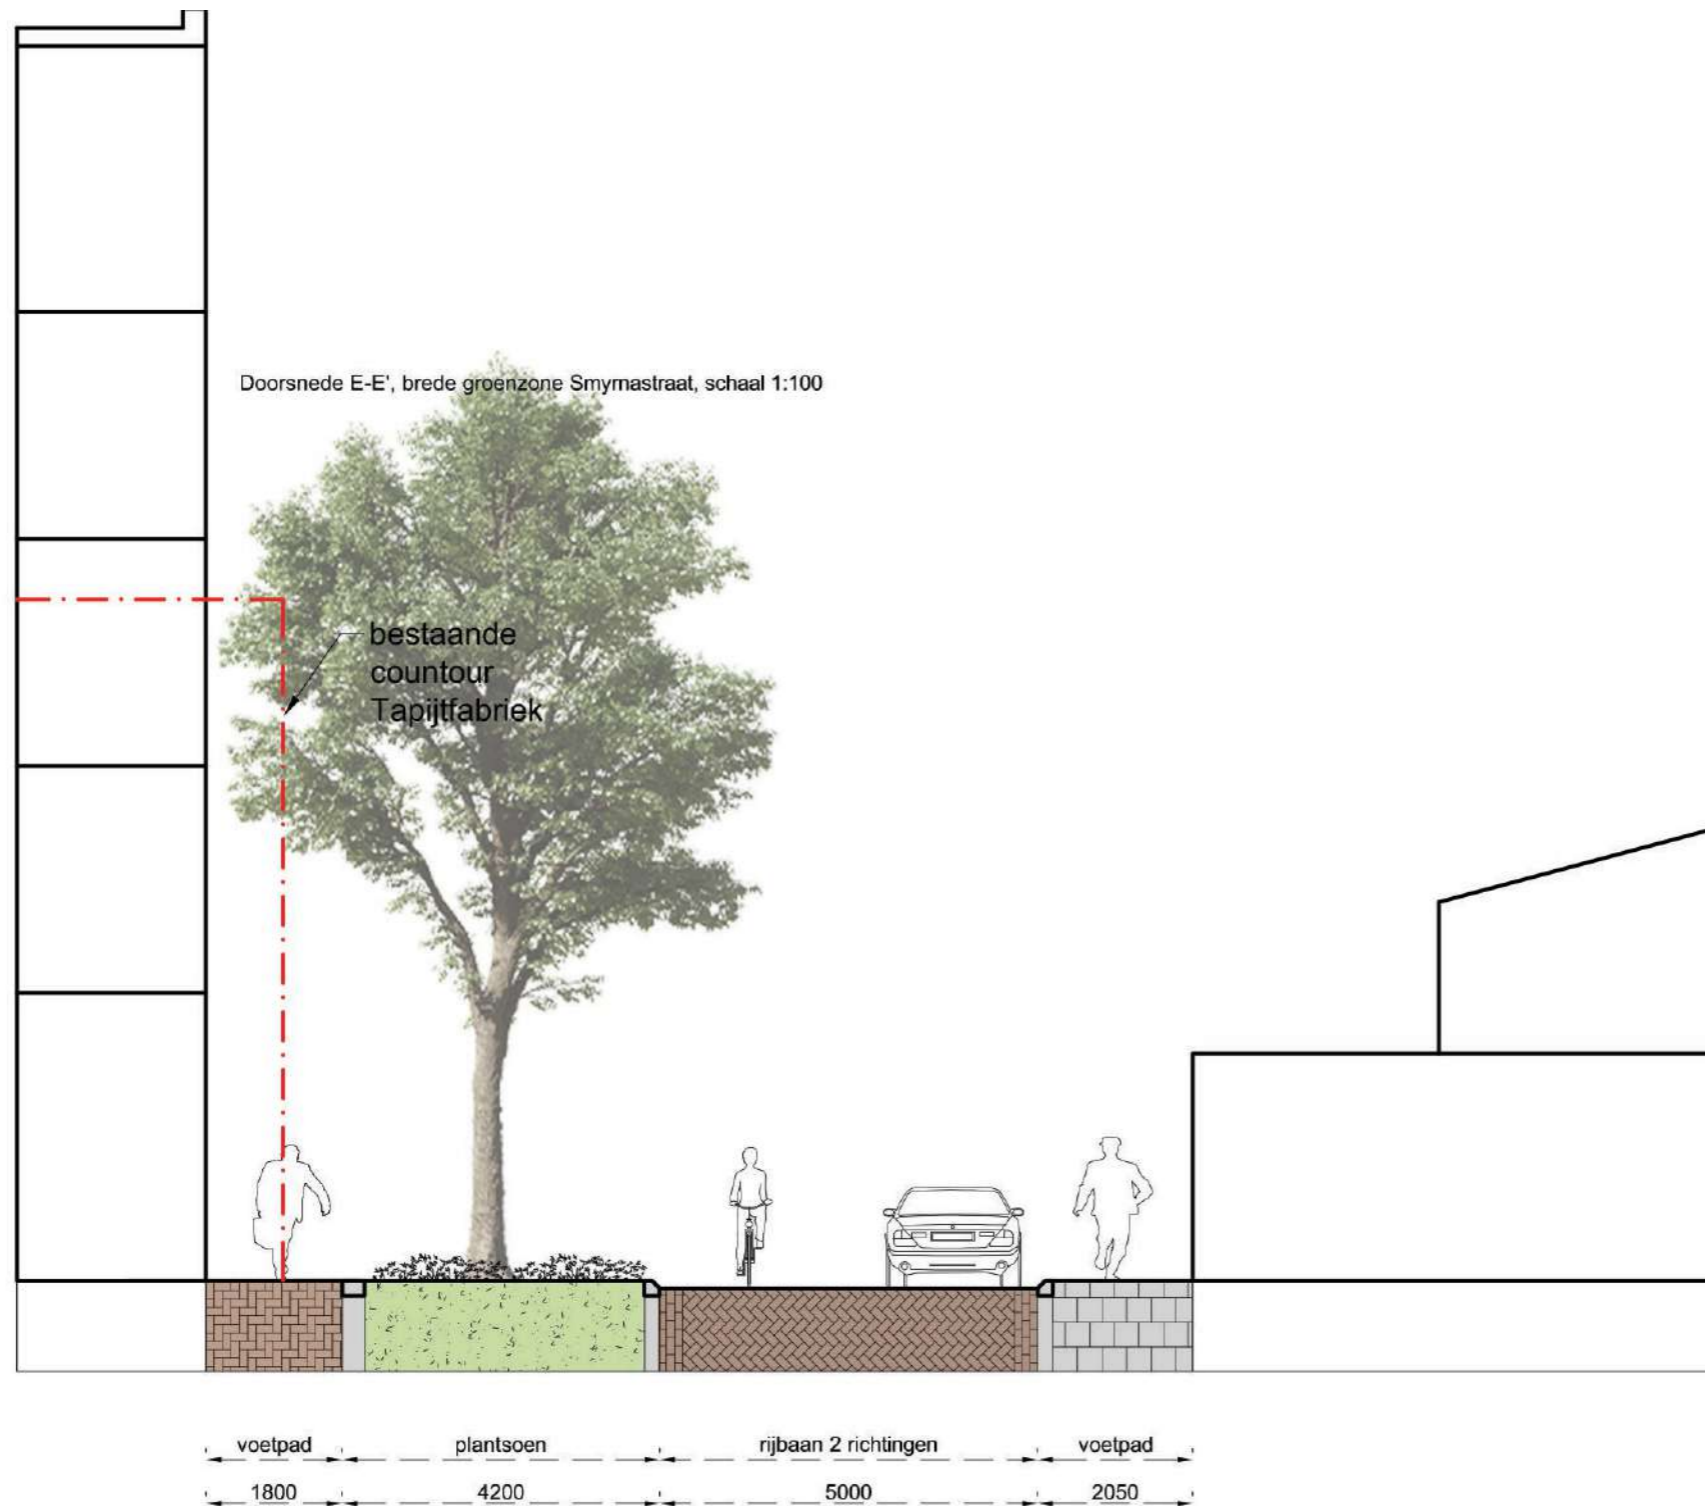 Doorsnede E-E', brede groenzone Smyrnastraat, schaal 1:100
bestaande
countour
Tapijtfabriek
voetpad plantsoen rijbaan 2 richtingen voetpad
1800 4200 5000 2050